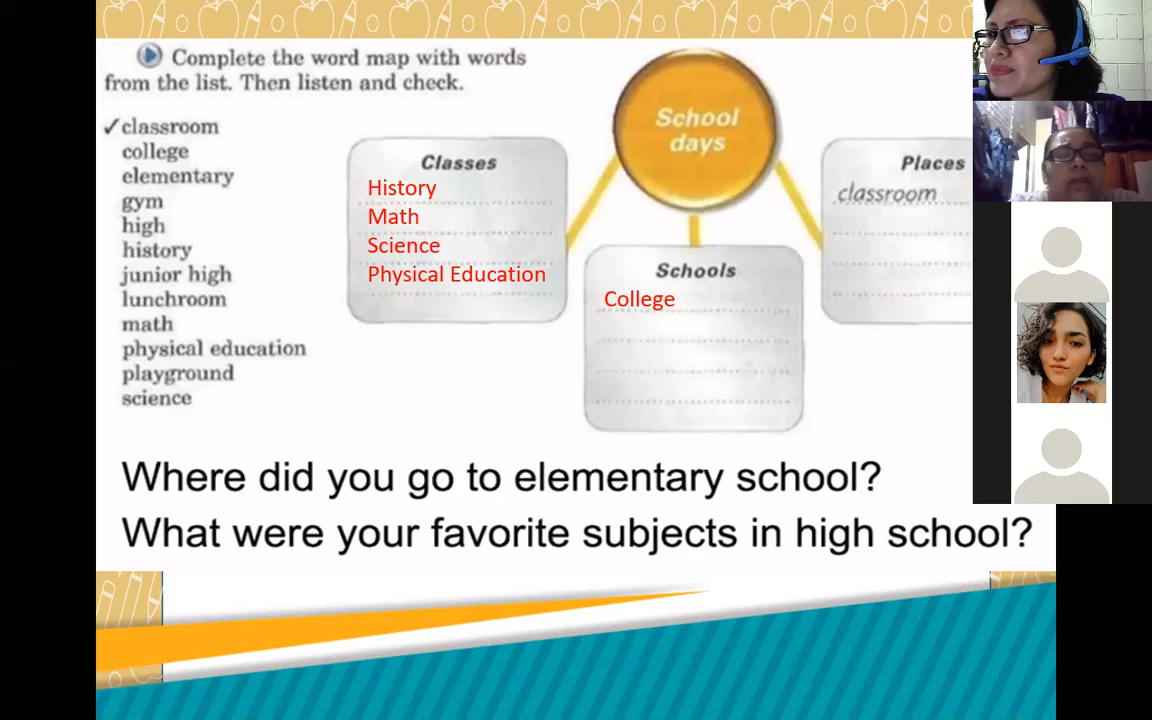 Complete the word map with words
from the list. Then listen and check.
✓classroom
college
elementary
gym
high
history
junior high
lunchroom
math
physical education
playground
science
School
days
Classes
History
Math
Science
Physical Education
Schools
College
Places
classroom
Where did you go to elementary school?
What were your favorite subjects in high school?